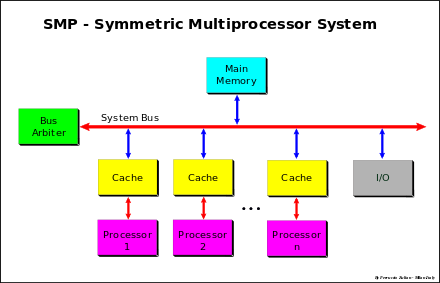 SMP - Symmetric Multiprocessor System
Main
Memory
Bus
Arbiter
System Bus
Cache
Cache
Cache
I/O
...
Processor
1
Processor
2
Processor
n